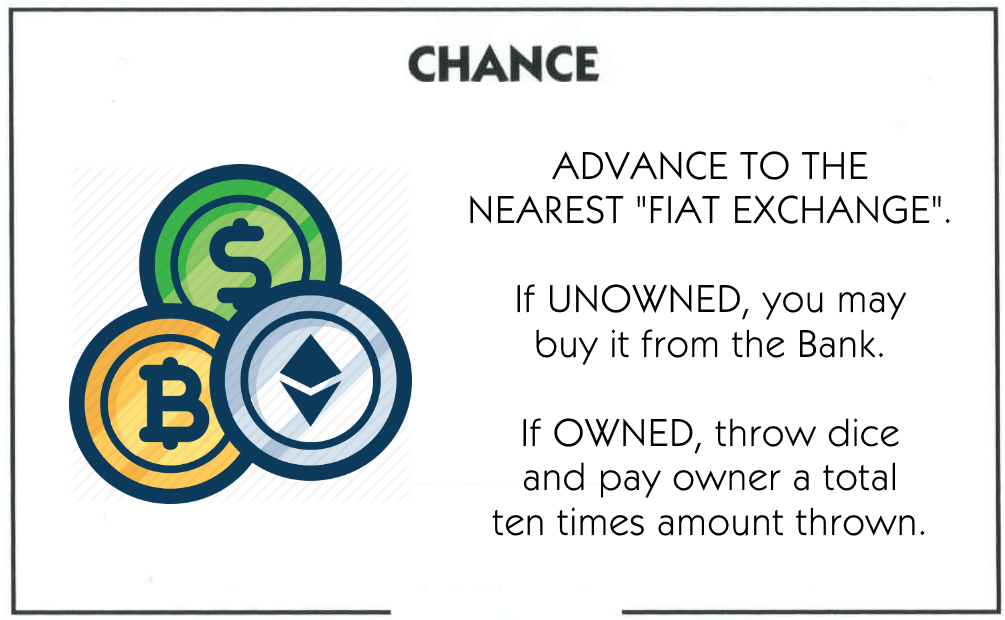 CHANCE
ADVANCE TO THE
NEAREST "FIAT EXCHANGE".
If UNOWNED, you may
buy it from the Bank.
If OWNED, throw dice
and pay owner a total
ten times amount thrown.